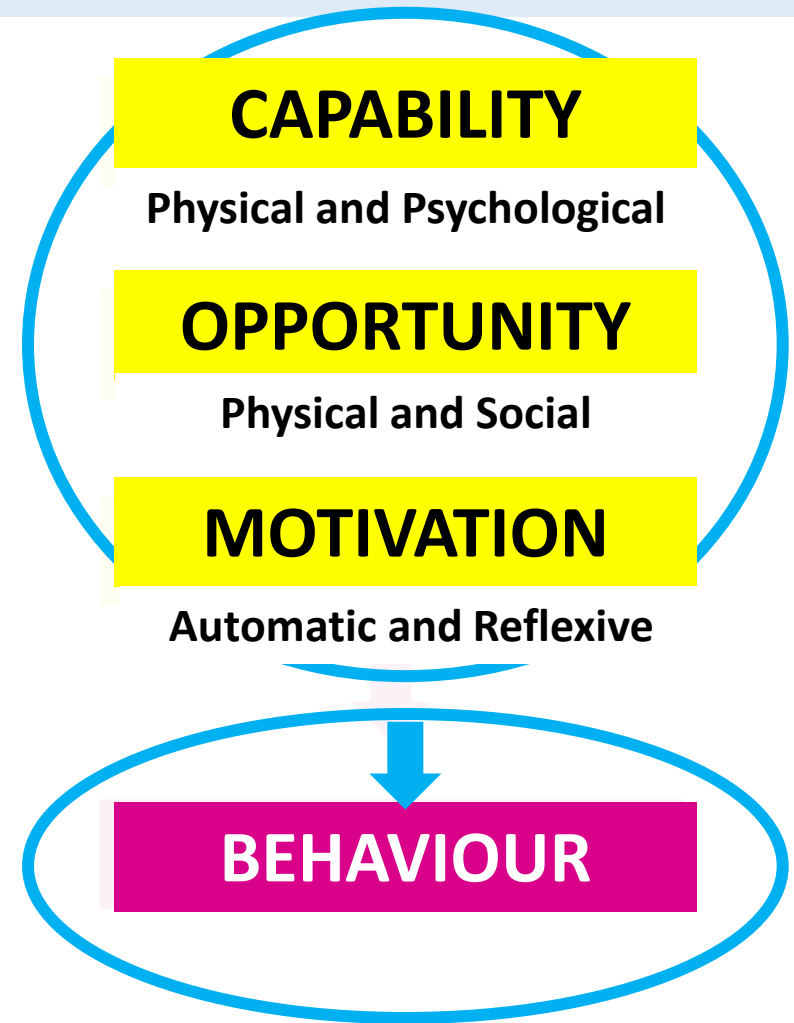 CAPABILITY
Physical and Psychological
OPPORTUNITY
Physical and Social
MOTIVATION
Automatic and Reflexive
BEHAVIOUR